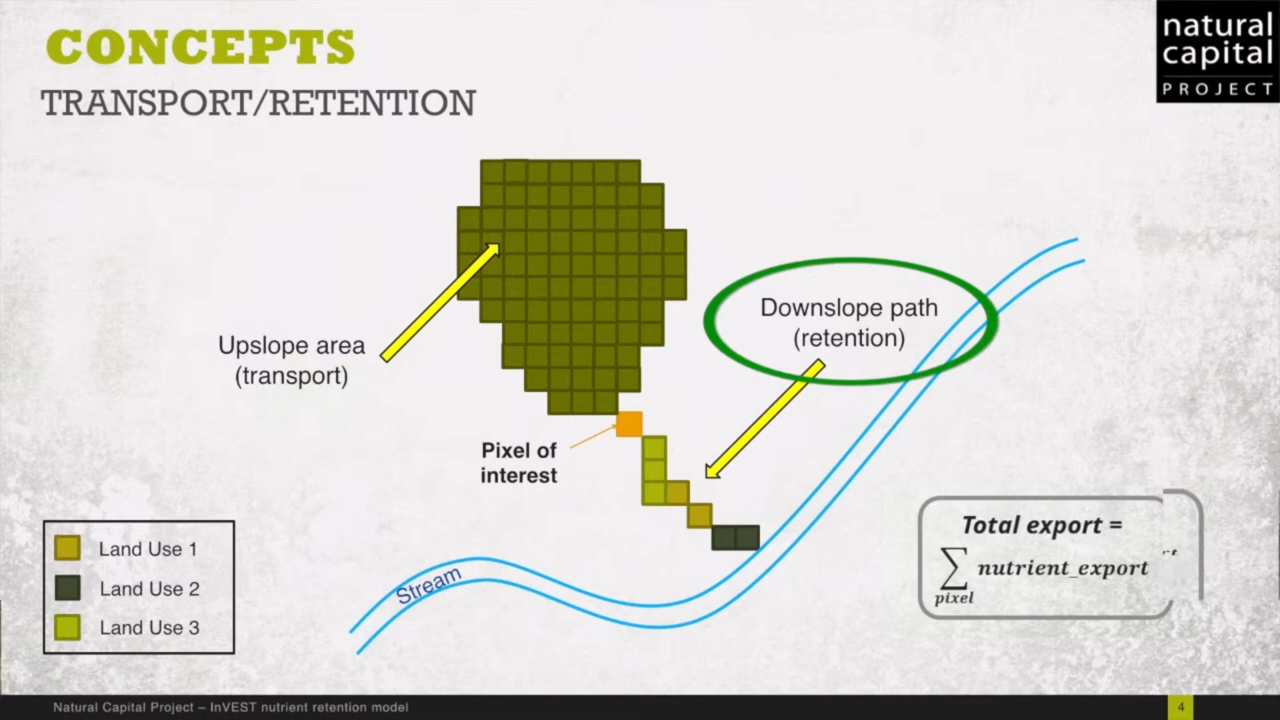 CONCEPTS
TRANSPORT/RETENTION
natural
capital
PROJECT
Upslope area
(transport)
Downslope path
(retention)
Pixel of
interest
Land Use 1
Land Use 2
Land Use 3
Stream
Total export =
∑ nutrient_export
pixel
Natural Capital Project – InVEST nutrient retention model
4